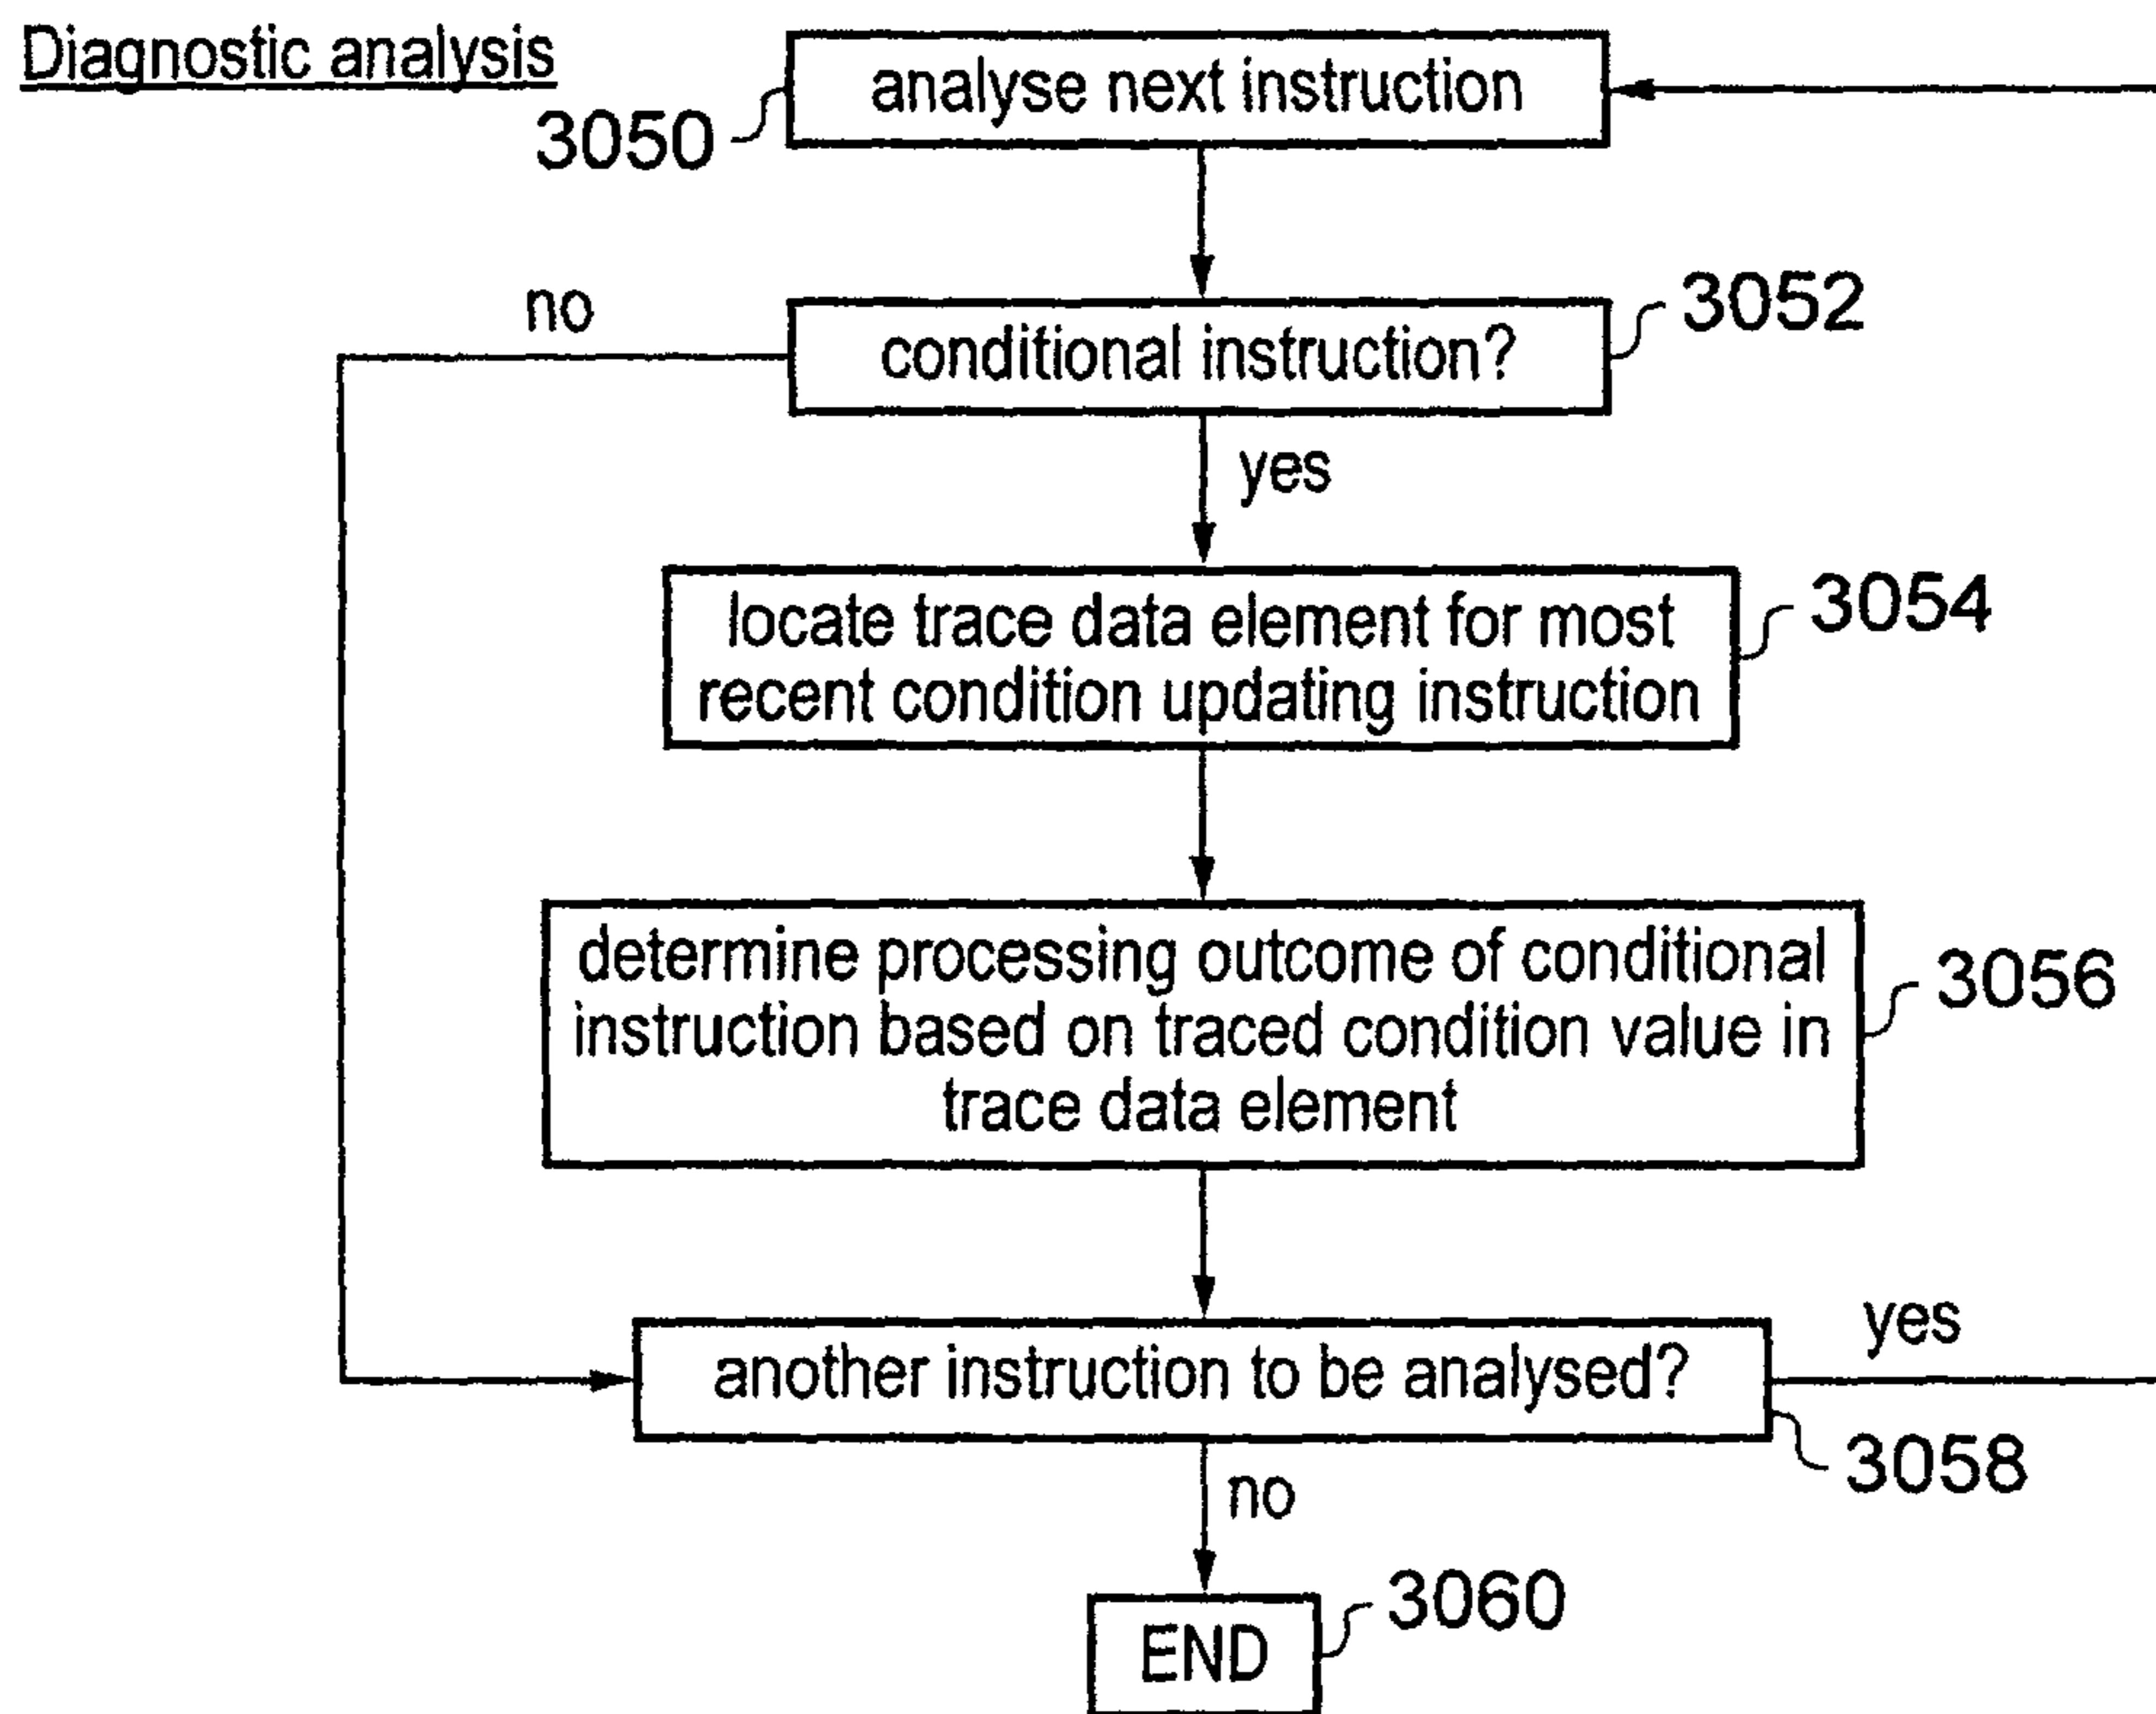 Diagnostic analysis
analyse next instruction
3050
no
conditional instruction?
3052
yes
locate trace data element for most
recent condition updating instruction
3054
determine processing outcome of conditional
instruction based on traced condition value in
trace data element
3056
another instruction to be analysed?
yes
3058
no
END
3060